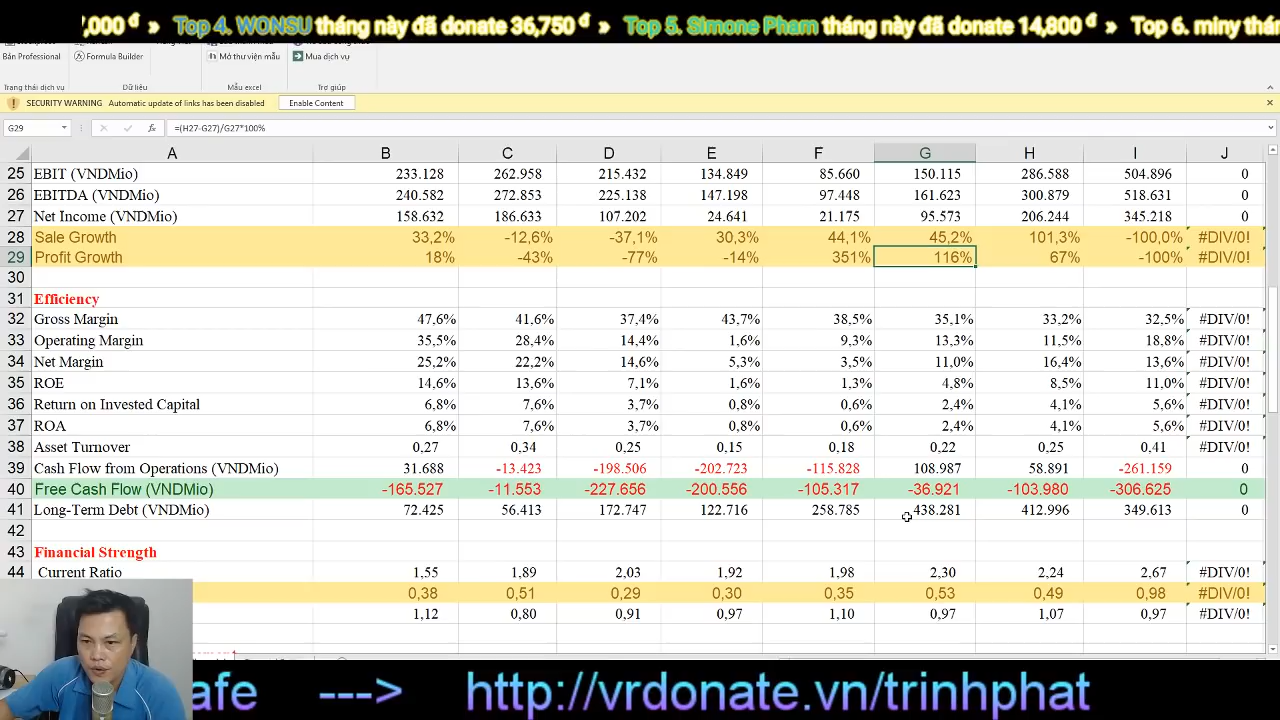 ,000 ₫ » Top 4. WONSU tháng này đã donate 36,750 ₫ » Top 5. Simone Pham tháng này đã donate 14,800 ₫ » Top 6. miny thán
Bản Professional Formula Builder Mở thư viện mẫu Mua dịch vụ
Trạng thái dịch vụ Dữ liệu Mẫu excel Trợ giúp
SECURITY WARNING Automatic update of links has been disabled Enable Content
G29 fx =(H27-G27)/G27*100%
A B C D E F G H I J
25 EBIT (VNDMio) 233.128 262.958 215.432 134.849 85.660 150.115 286.588 504.896 0
26 EBITDA (VNDMio) 240.582 272.853 225.138 147.198 97.448 161.623 300.879 518.631 0
27 Net Income (VNDMio) 158.632 186.633 107.202 24.641 21.175 95.573 206.244 345.218 0
28 Sale Growth 33,2% -12,6% -37,1% 30,3% 44,1% 45,2% 101,3% -100,0% #DIV/0!
29 Profit Growth 18% -43% -77% -14% 351% 116% 67% -100% #DIV/0!
30
31 Efficiency
32 Gross Margin 47,6% 41,6% 37,4% 43,7% 38,5% 35,1% 33,2% 32,5% #DIV/0!
33 Operating Margin 35,5% 28,4% 14,4% 1,6% 9,3% 13,3% 11,5% 18,8% #DIV/0!
34 Net Margin 25,2% 22,2% 14,6% 5,3% 3,5% 11,0% 16,4% 13,6% #DIV/0!
35 ROE 14,6% 13,6% 7,1% 1,6% 1,3% 4,8% 8,5% 11,0% #DIV/0!
36 Return on Invested Capital 6,8% 7,6% 3,7% 0,8% 0,6% 2,4% 4,1% 5,6% #DIV/0!
37 ROA 6,8% 7,6% 3,7% 0,8% 0,6% 2,4% 4,1% 5,6% #DIV/0!
38 Asset Turnover 0,27 0,34 0,25 0,15 0,18 0,22 0,25 0,41 #DIV/0!
39 Cash Flow from Operations (VNDMio) 31.688 -13.423 -198.506 -202.723 -115.828 108.987 58.891 -261.159 0
40 Free Cash Flow (VNDMio) -165.527 -11.553 -227.656 -200.556 -105.317 -36.921 -103.980 -306.625 0
41 Long-Term Debt (VNDMio) 72.425 56.413 172.747 122.716 258.785 438.281 412.996 349.613 0
42
43 Financial Strength
44 Current Ratio 1,55 1,89 2,03 1,92 1,98 2,30 2,24 2,67 #DIV/0!
0,38 0,51 0,29 0,30 0,35 0,53 0,49 0,98 #DIV/0!
1,12 0,80 0,91 0,97 1,10 0,97 1,07 0,97 #DIV/0!
afe ---> http://vrdonate.vn/trinhphat